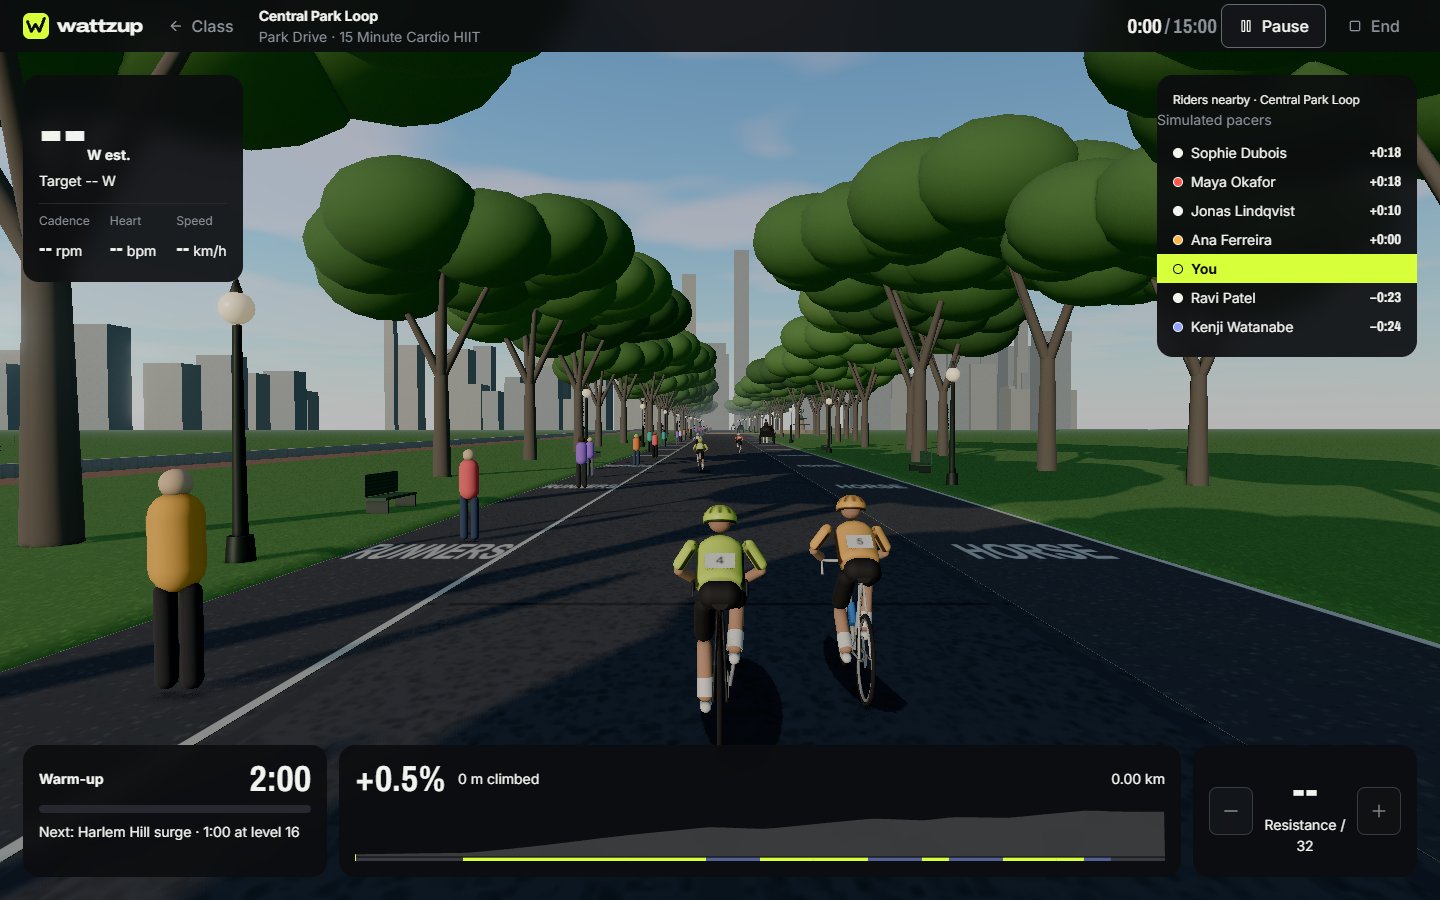 wattzup
Class
Central Park Loop
Park Drive · 15 Minute Cardio HIIT
0:00 / 15:00
Pause
End
--
W est.
Target -- W
Cadence Heart Speed
-- rpm -- bpm -- km/h
Riders nearby · Central Park Loop
Simulated pacers
Sophie Dubois +0:18
Maya Okafor +0:18
Jonas Lindqvist +0:10
Ana Ferreira +0:00
You
Ravi Patel −0:23
Kenji Watanabe −0:24
RUNNERS
HORSE
RUNNERS
HORSE
4
5
Warm-up 2:00
Next: Harlem Hill surge · 1:00 at level 16
+0.5% 0 m climbed 0.00 km
--
Resistance /
32